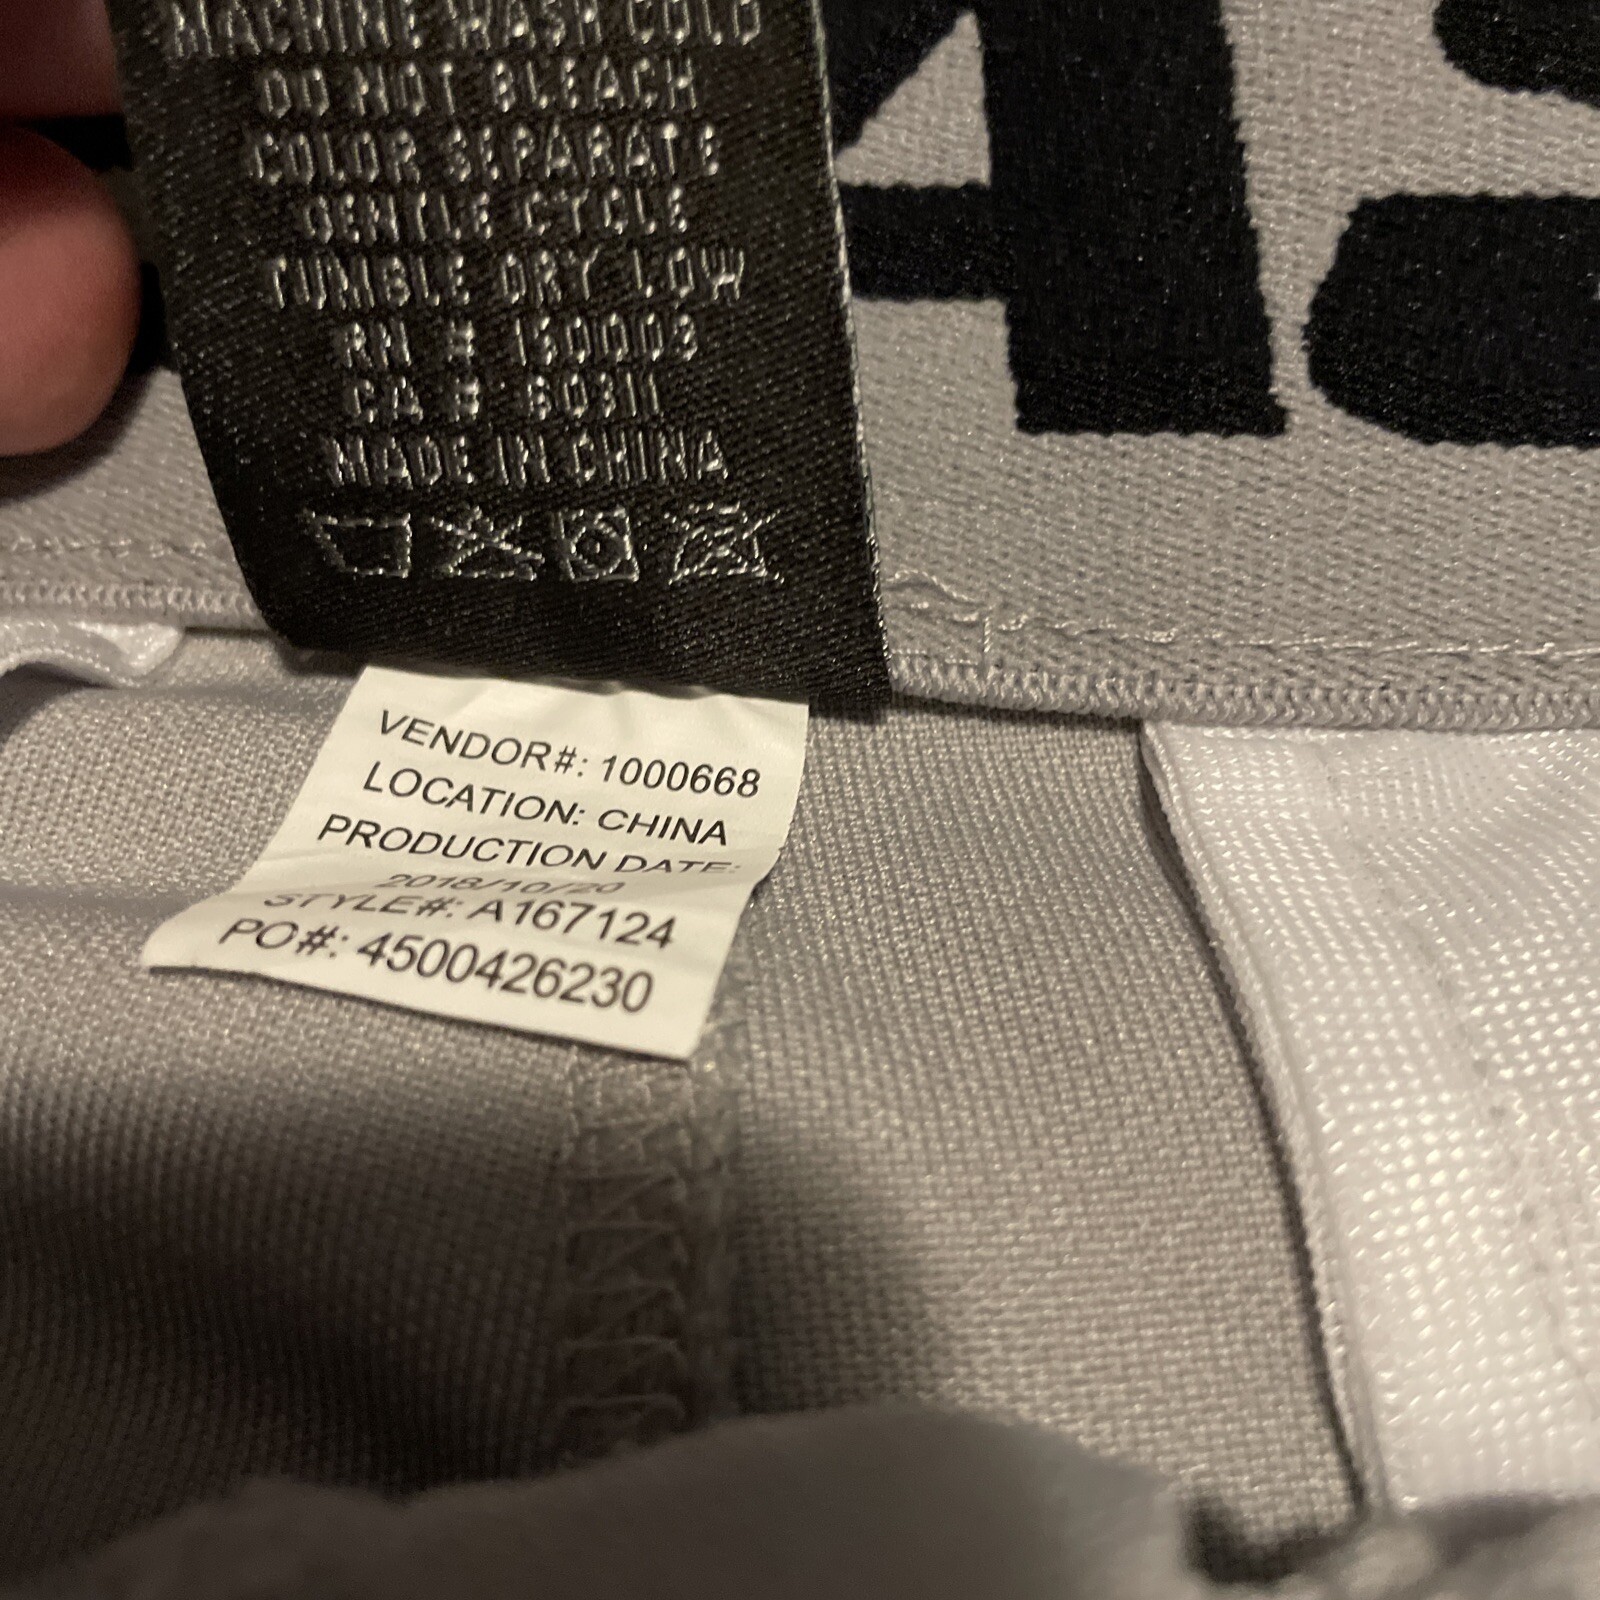 MACHINE WASH COLD
DO NOT BLEACH
COLOR SEPARATE
GENTLE CYCLE
TUMBLE DRY LOW
RN # 150003
CA # 60311
MADE IN CHINA
VENDOR#: 1000668
LOCATION: CHINA
PRODUCTION DATE:
2018/10/20
STYLE#: A167124
PO#: 4500426230